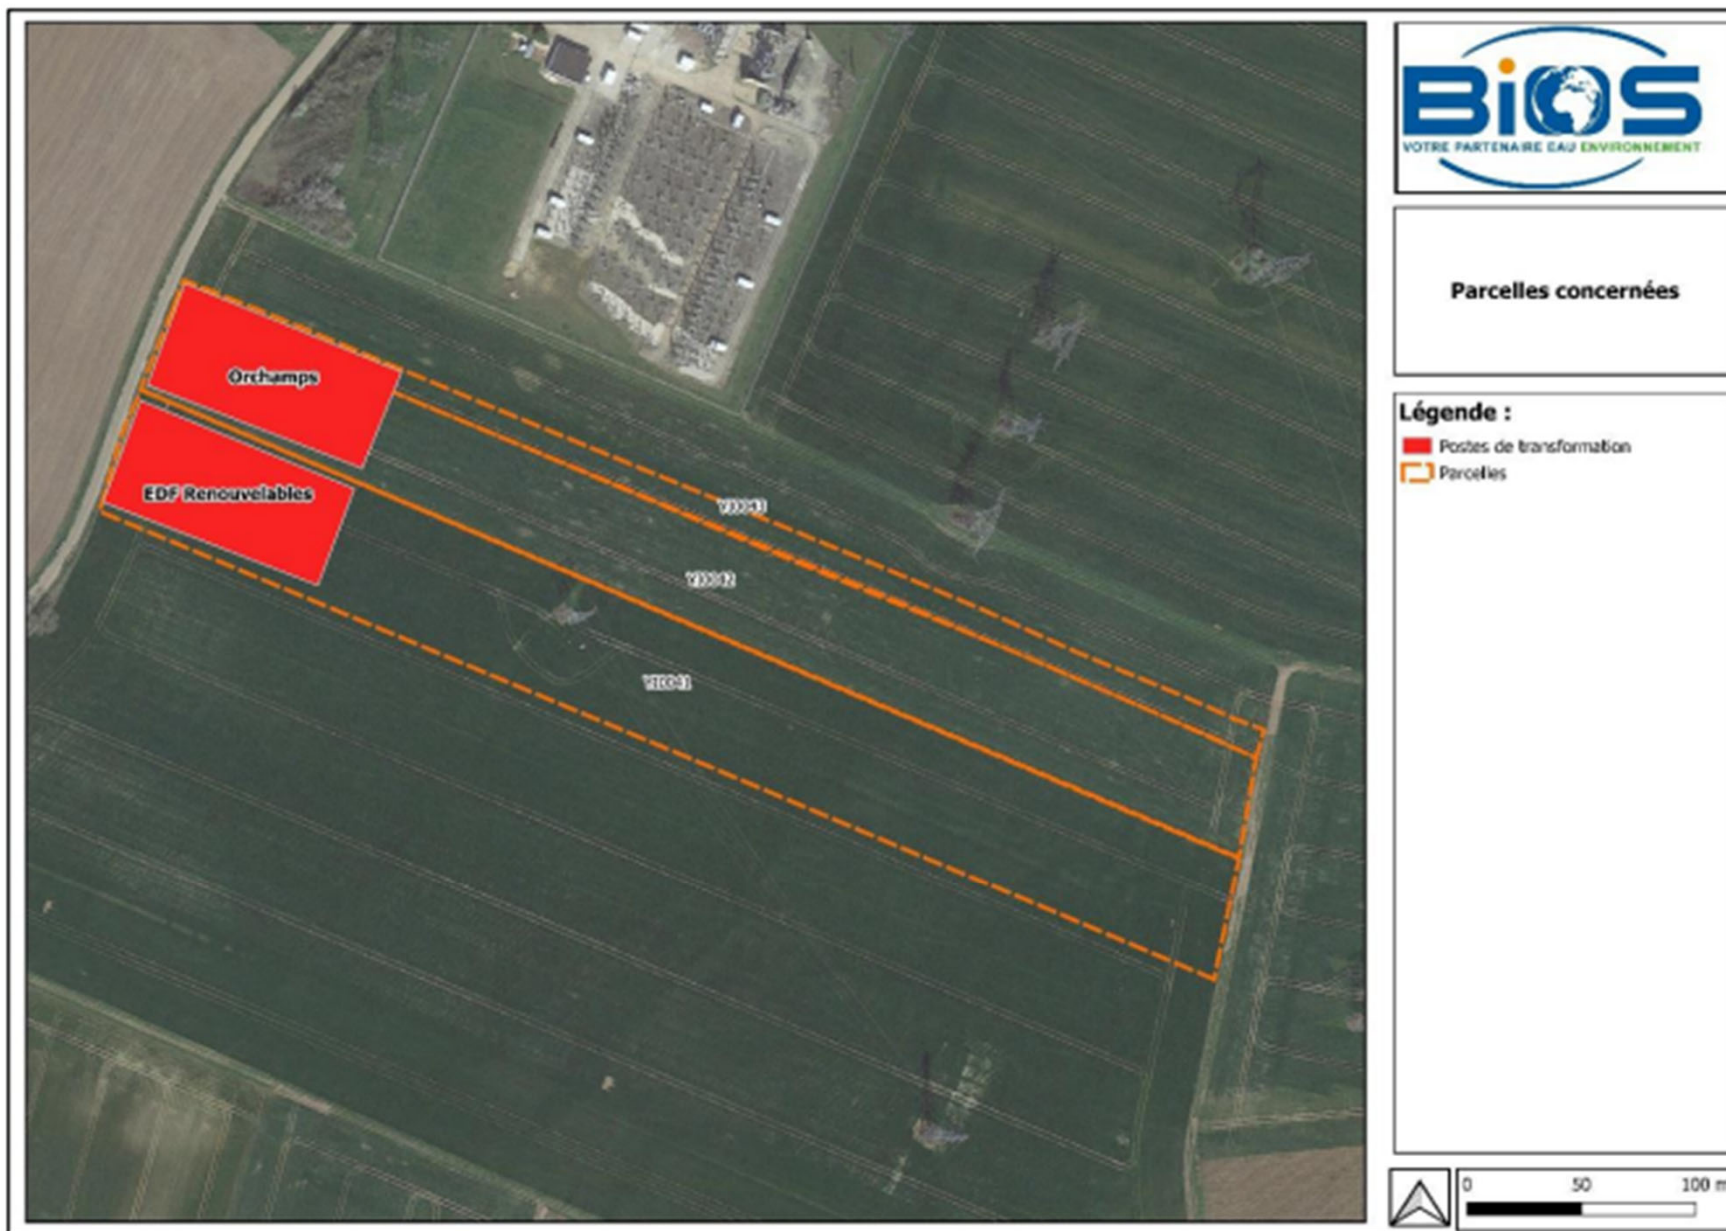 BiOS
VOTRE PARTENAIRE EAU ENVIRONNEMENT
Parcelles concernées
Légende :
Postes de transformation
Parcelles
Orchamps
EDF Renouvelables
0 50 100 m